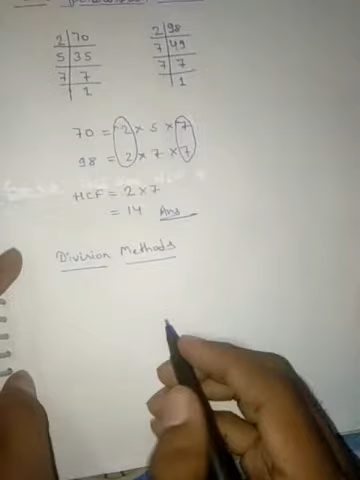 2 | 70
5 | 35
7 | 7
| 1
2 | 98
7 | 49
7 | 7
| 1
70 = 2 × 5 × 7
98 = 2 × 7 × 7
HCF = 2 × 7
= 14 Ans
Division Methods